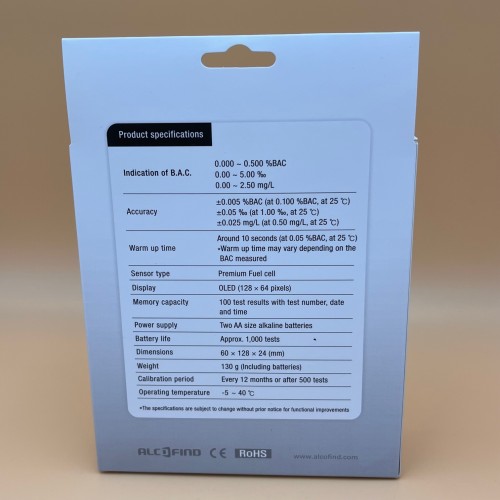 Product specifications
Indication of B.A.C.
0.000 ~ 0.500 %BAC
0.00 ~ 5.00 ‰
0.00 ~ 2.50 mg/L
Accuracy
±0.005 %BAC (at 0.100 %BAC, at 25 ℃)
±0.05 ‰ (at 1.00 ‰, at 25 ℃)
±0.025 mg/L (at 0.50 mg/L, at 25 ℃)
Warm up time
Around 10 seconds (at 0.05 %BAC, at 25 ℃)
*Warm up time may vary depending on the
BAC measured
Sensor type Premium Fuel cell
Display OLED (128 × 64 pixels)
Memory capacity 100 test results with test number, date
and time
Power supply Two AA size alkaline batteries
Battery life Approx. 1,000 tests
Dimensions 60 × 128 × 24 (mm)
Weight 130 g (Including batteries)
Calibration period Every 12 months or after 500 tests
Operating temperature -5 ~ 40 ℃
*The specifications are subject to change without prior notice for functional improvements
ALCOFIND CE RoHS www.alcofind.com